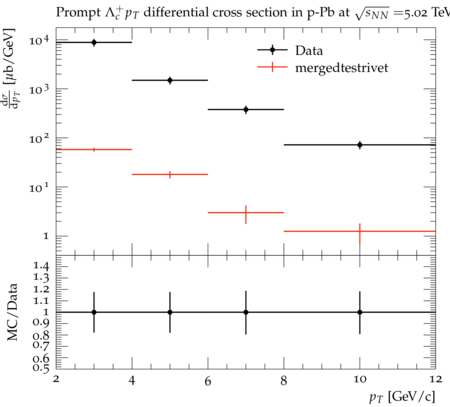 Prompt Λc+ pT differential cross section in p-Pb at √sNN =5.02 TeV
dσ/dpT [μb/GeV]
Data
mergedtestrivet
10^4
10^3
10^2
10^1
1
MC/Data
1.4
1.3
1.2
1.1
1
0.9
0.8
0.7
0.6
0.5
2 4 6 8 10 12
pT [GeV/c]